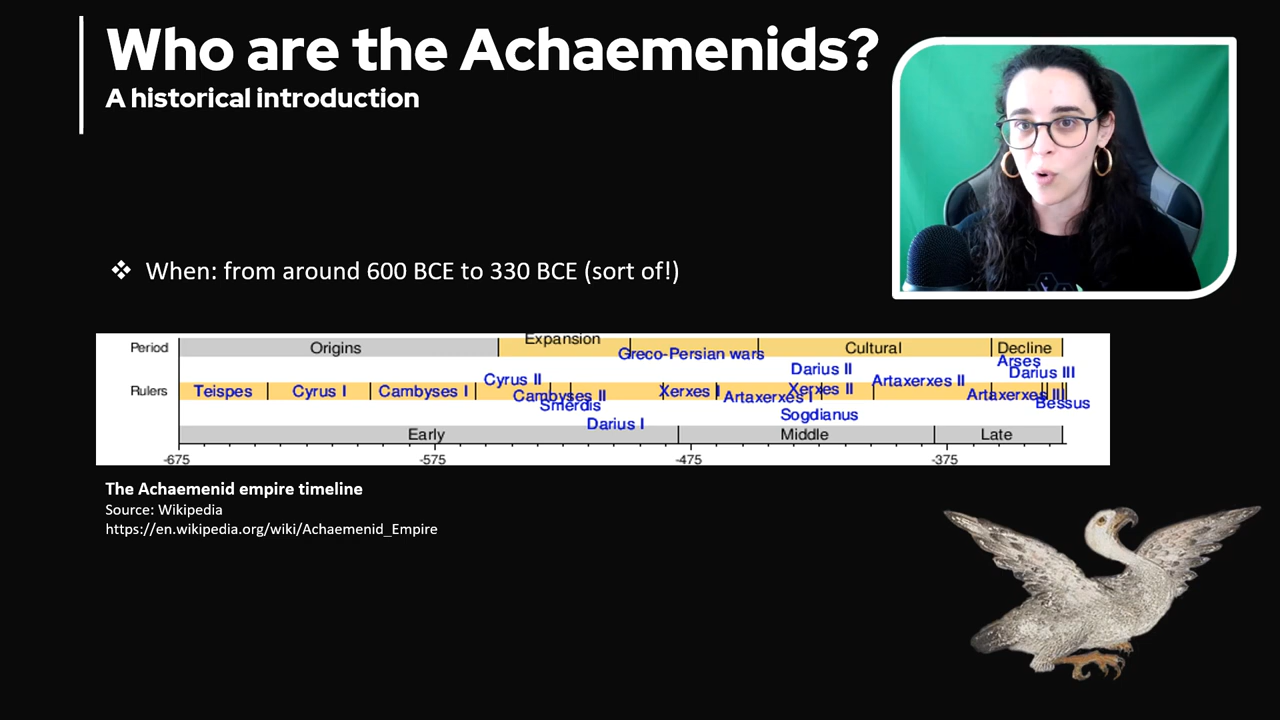 Who are the Achaemenids?
A historical introduction
❖ When: from around 600 BCE to 330 BCE (sort of!)
Period
Origins
Expansion
Greco-Persian wars
Cultural
Decline
Arses
Darius II
Darius III
Rulers
Teispes
Cyrus I
Cambyses I
Cyrus II
Cambyses II
Smerdis
Darius I
Xerxes I
Artaxerxes I
Xerxes II
Sogdianus
Artaxerxes II
Artaxerxes III
Bessus
Early
Middle
Late
-675
-575
-475
-375
The Achaemenid empire timeline
Source: Wikipedia
https://en.wikipedia.org/wiki/Achaemenid_Empire